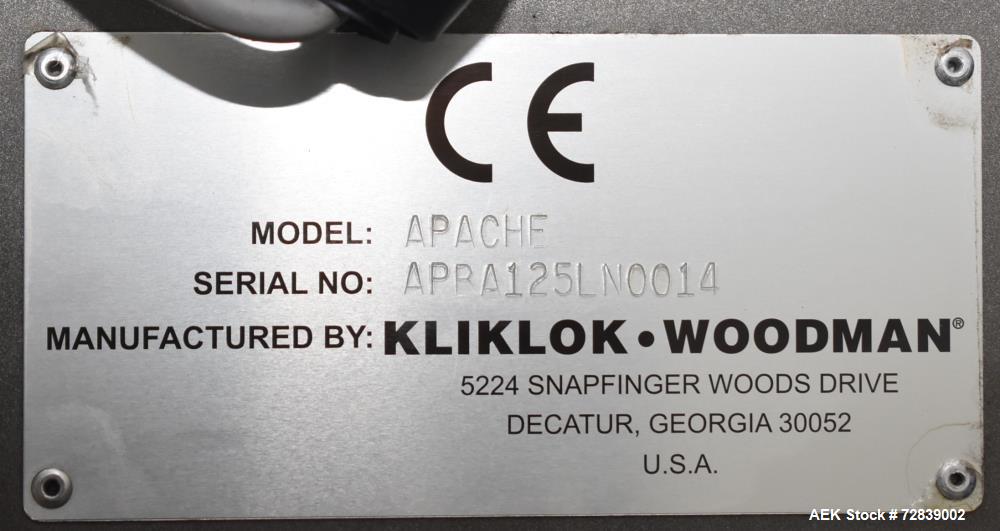 CE
MODEL: APACHE
SERIAL NO: APRA125LN0014
MANUFACTURED BY: KLIKLOK•WOODMAN®
5224 SNAPFINGER WOODS DRIVE
DECATUR, GEORGIA 30052
U.S.A.
AEK Stock # 72839002